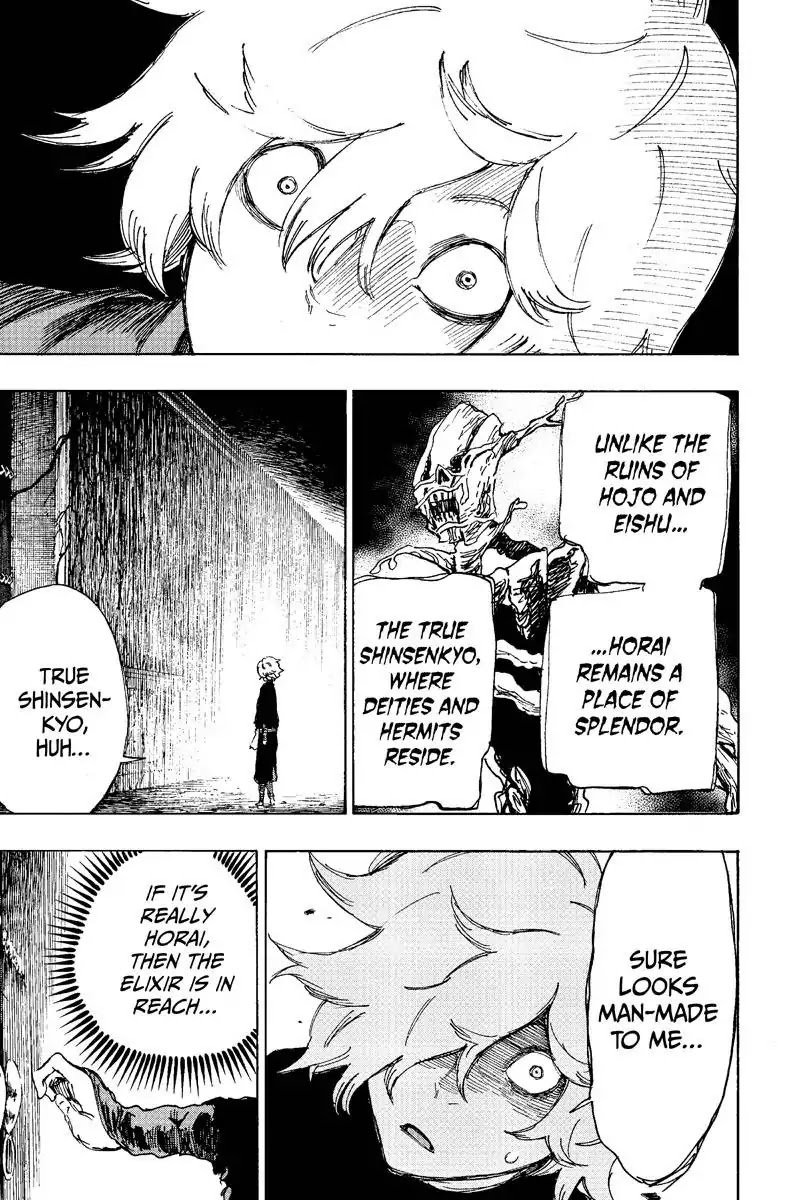 UNLIKE THE
RUINS OF
HOJO AND
EISHU...
...HORAI
REMAINS A
PLACE OF
SPLENDOR.
THE TRUE
SHINSENKYO,
WHERE
DEITIES AND
HERMITS
RESIDE.
TRUE
SHINSEN-
KYO,
HUH...
SURE
LOOKS
MAN-MADE
TO ME...
IF IT'S
REALLY
HORAI,
THEN THE
ELIXIR IS IN
REACH...